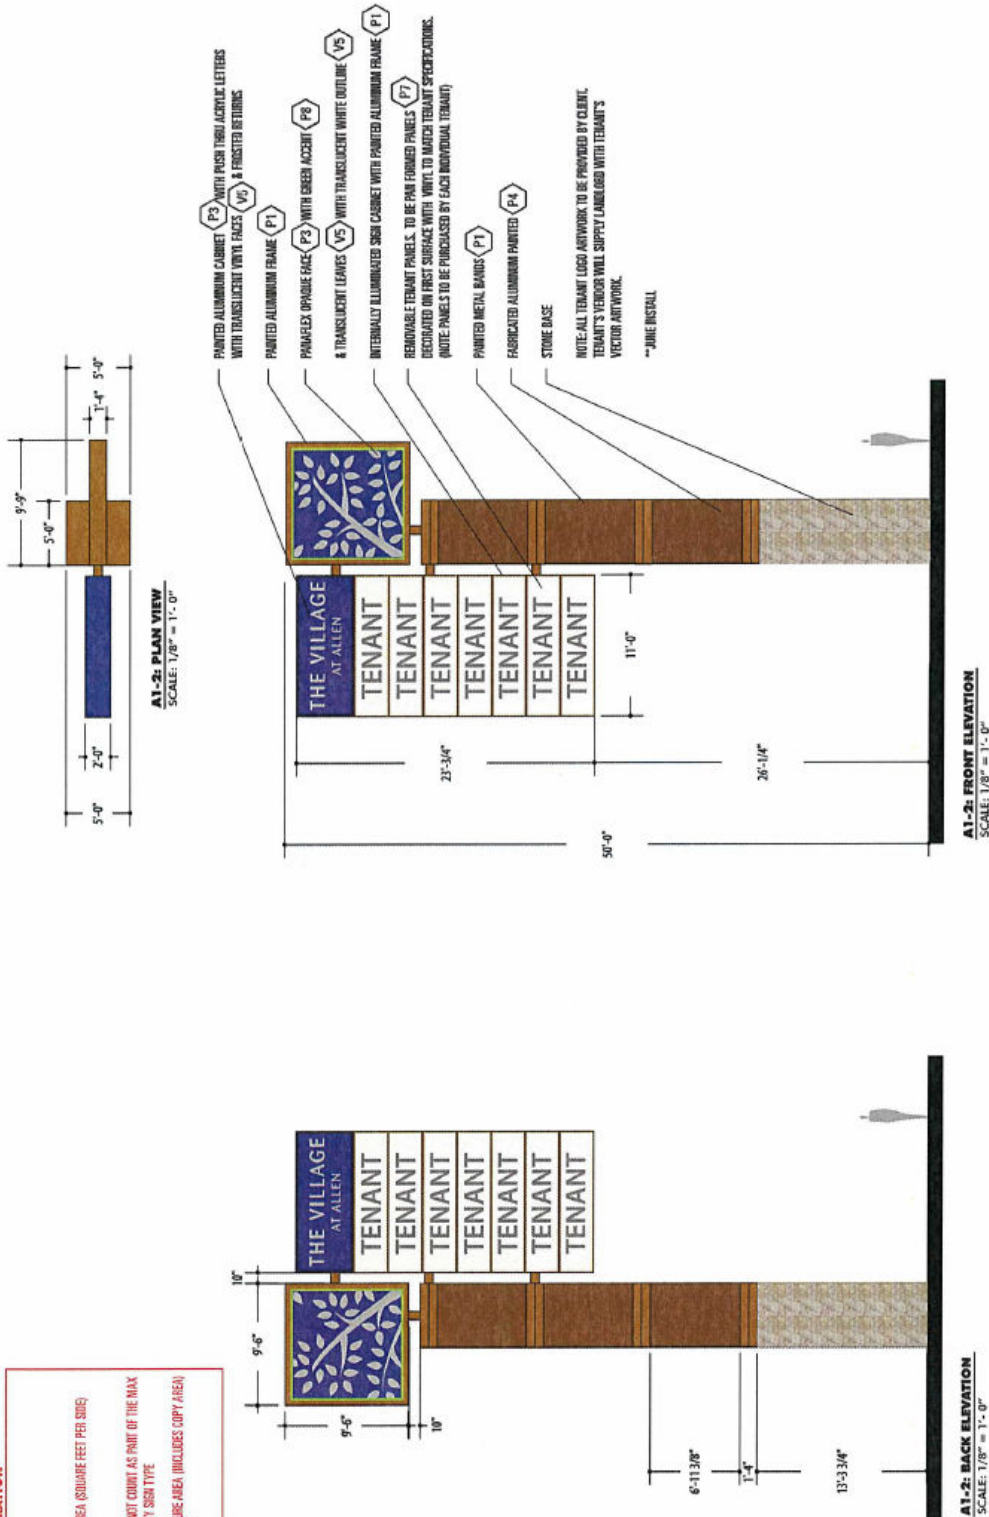 9'-9"
5'-0"
1'-4"
5'-0"
2'-0"
5'-0"
A1-2: PLAN VIEW
SCALE: 1/8" = 1'- 0"
PAINTED ALUMINUM CABINET P3 WITH PUSH THRU ACRYLIC LETTERS
WITH TRANSLUCENT VINYL FACES V5 & FROSTED RETURNS
PAINTED ALUMINUM FRAME P1
PANAFLEX OPAQUE FACE P3 WITH GREEN ACCENT P8
& TRANSLUCENT LEAVES V5 WITH TRANSLUCENT WHITE OUTLINE V5
INTERNALLY ILLUMINATED SIGN CABINET WITH PAINTED ALUMINUM FRAME P1
REMOVABLE TENANT PANELS. TO BE PAN FORMED PANELS P7
DECORATED ON FIRST SURFACE WITH VINYL TO MATCH TENANT SPECIFICATIONS.
(NOTE: PANELS TO BE PURCHASED BY EACH INDIVIDUAL TENANT)
PAINTED METAL BANDS P1
FABRICATED ALUMINUM PAINTED P4
STONE BASE
NOTE: ALL TENANT LOGO ARTWORK TO BE PROVIDED BY CLIENT.
TENANT'S VENDOR WILL SUPPLY LANDLORD WITH TENANT'S
VECTOR ARTWORK.
**JUNE INSTALL
THE VILLAGE
AT ALLEN
TENANT
TENANT
TENANT
TENANT
TENANT
TENANT
TENANT
11'-0"
23'-3/4"
26'-1/4"
50'-0"
A1-2: FRONT ELEVATION
SCALE: 1/8" = 1'- 0"
EA (SQUARE FEET PER SIDE)
NOT COUNT AS PART OF THE MAX
Y SIGN TYPE
URE AREA (INCLUDES COPY AREA)
9'-6"
10"
9'-6"
10"
THE VILLAGE
AT ALLEN
TENANT
TENANT
TENANT
TENANT
TENANT
TENANT
TENANT
6'-11 3/8"
1'-4"
13'-3 3/4"
A1-2: BACK ELEVATION
SCALE: 1/8" = 1'- 0"